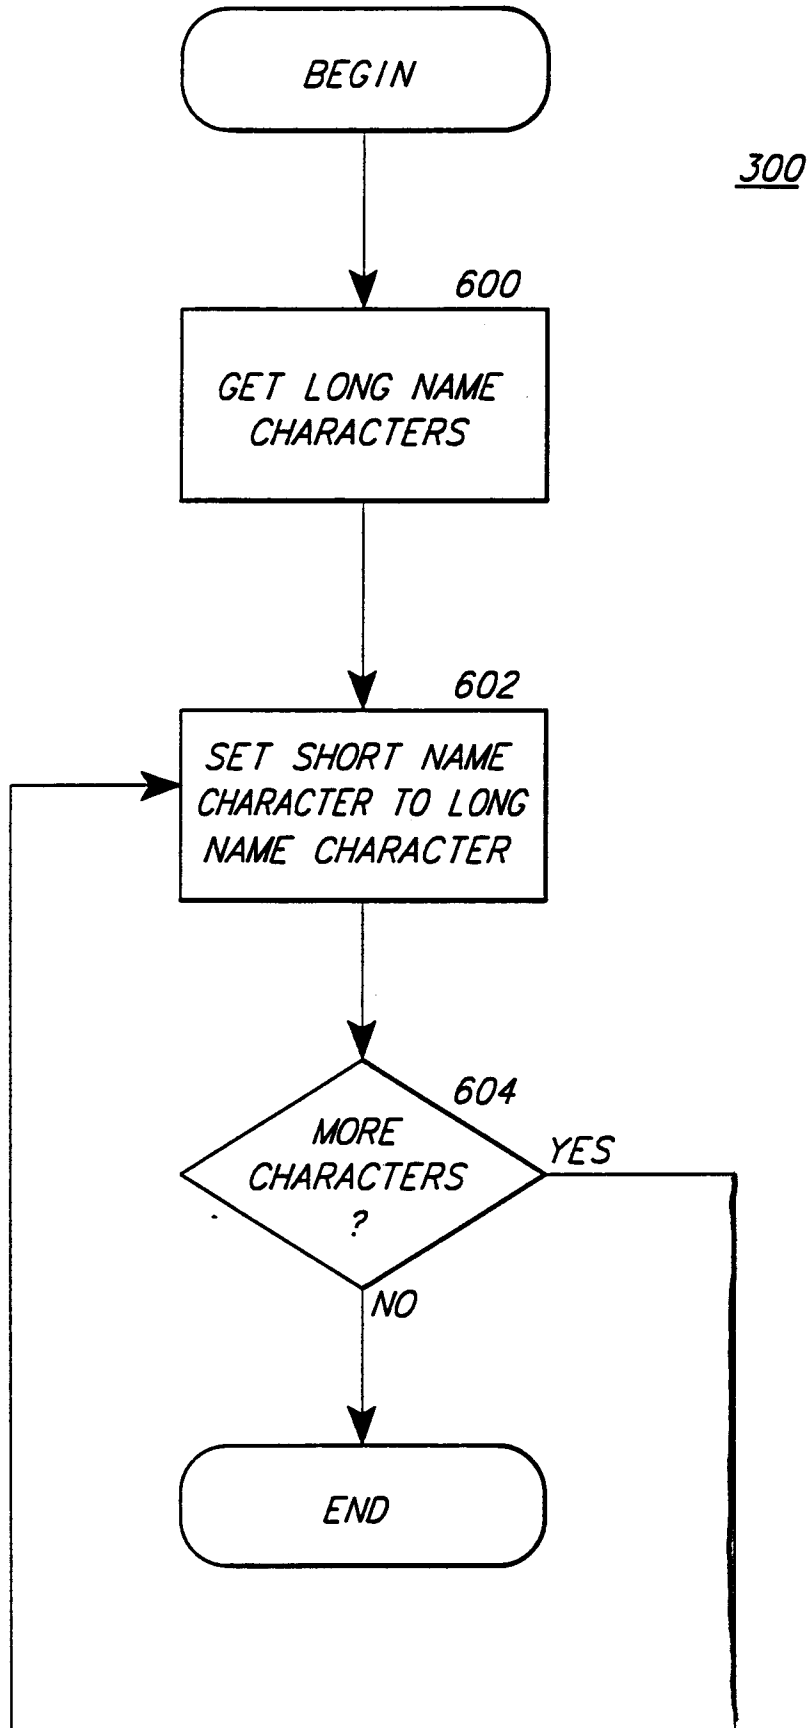 BEGIN
300
600
GET LONG NAME
CHARACTERS
602
SET SHORT NAME
CHARACTER TO LONG
NAME CHARACTER
604
MORE
CHARACTERS
?
YES
NO
END